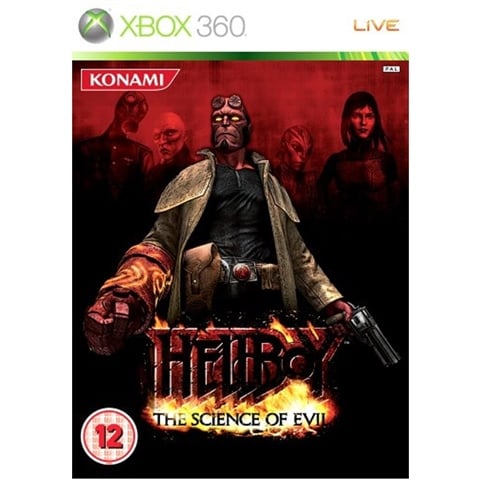 XBOX 360
LIVE
KONAMI
PAL
HELLBOY
THE SCIENCE OF EVIL
12